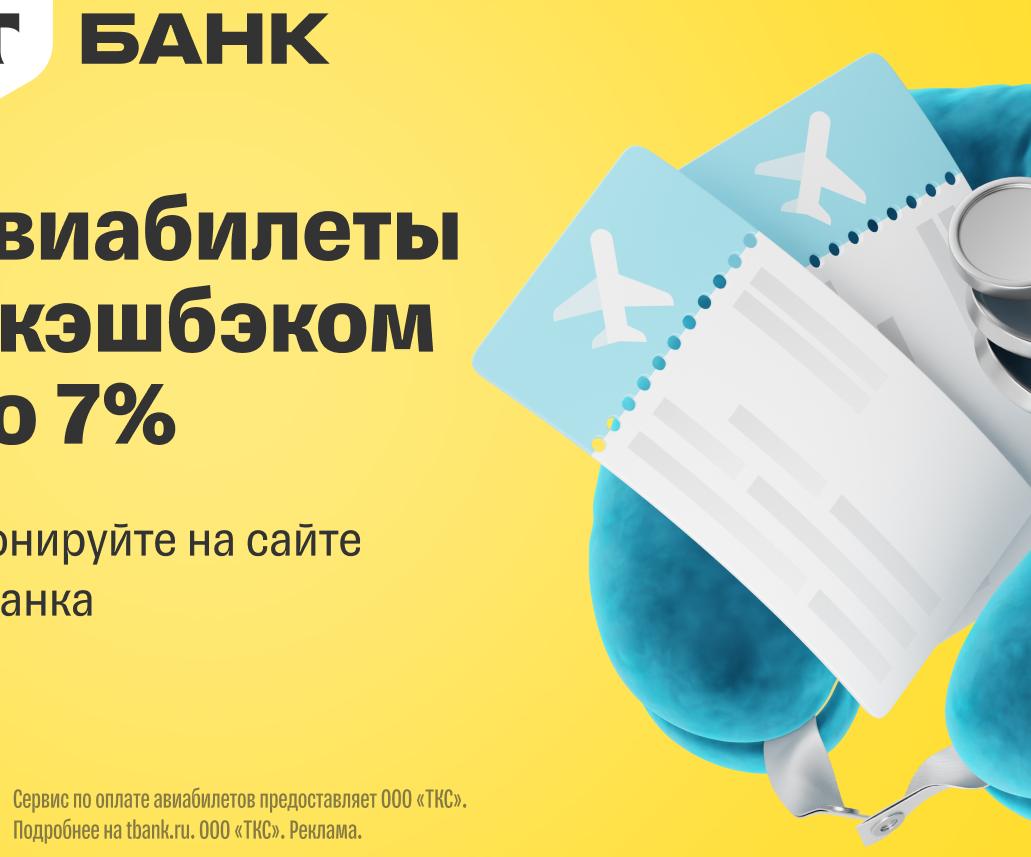 Т БАНК
виабилеты
кэшбэком
о 7%
онируйте на сайте
анка
Сервис по оплате авиабилетов предоставляет ООО «ТКС».
Подробнее на tbank.ru. ООО «ТКС». Реклама.